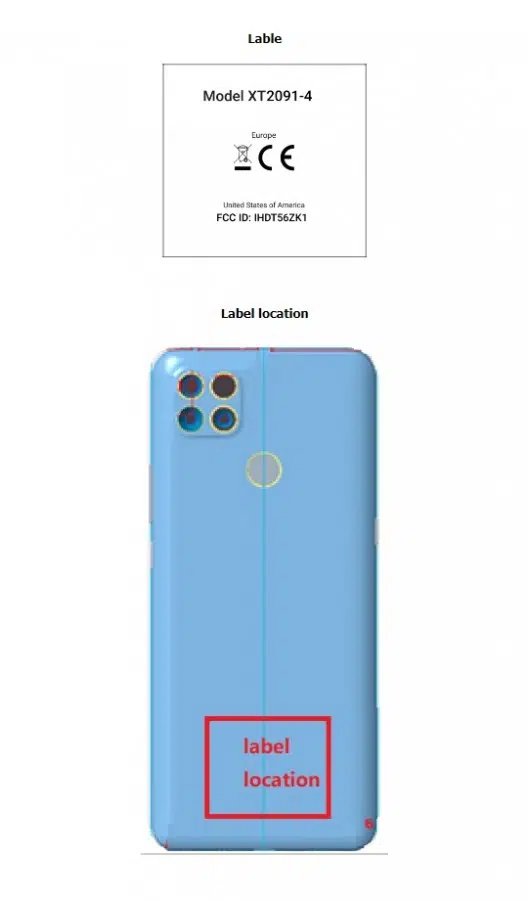 Lable
Model XT2091-4
Europe
CE
United States of America
FCC ID: IHDT56ZK1
Label location
label
location
6